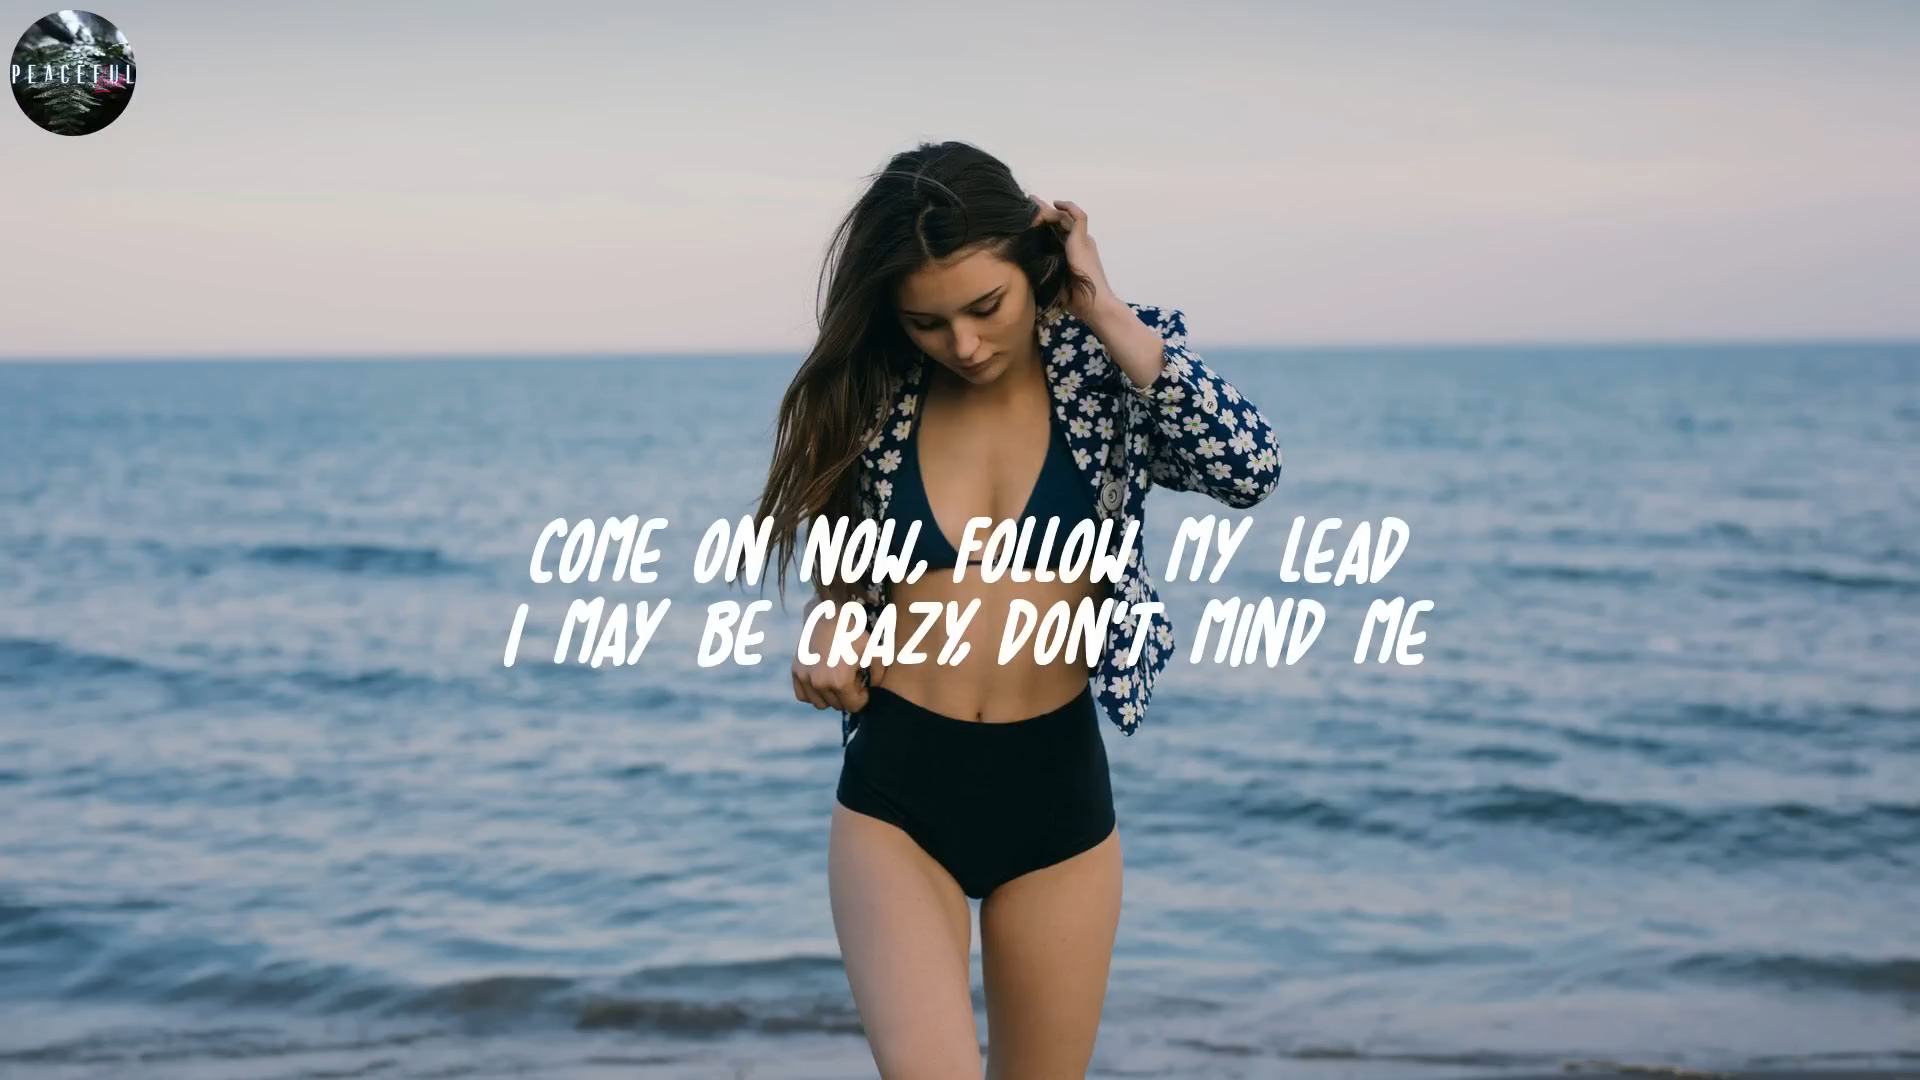 PEACEFUL
COME ON NOW, FOLLOW MY LEAD
I MAY BE CRAZY, DON'T MIND ME